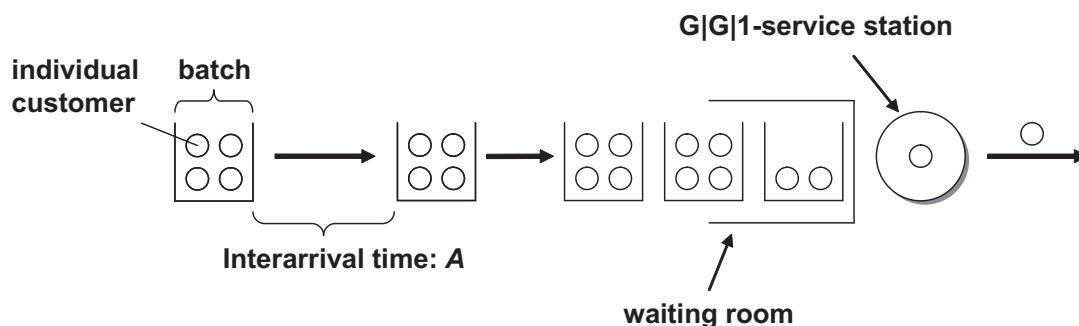 G|G|1-service station
individual
customer
batch
Interarrival time: A
waiting room